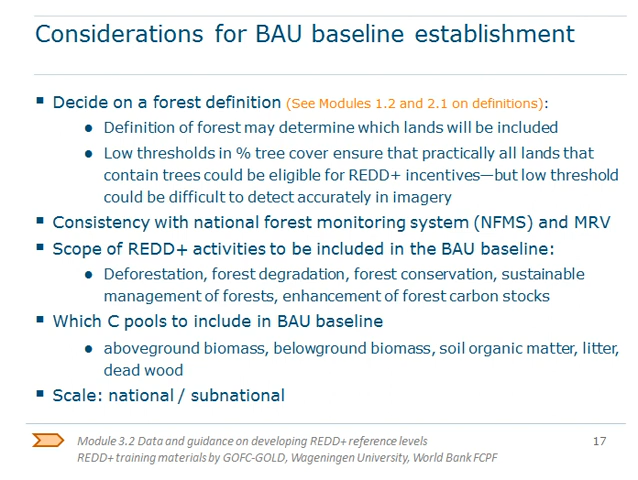 Considerations for BAU baseline establishment
▪ Decide on a forest definition (See Modules 1.2 and 2.1 on definitions):
● Definition of forest may determine which lands will be included
● Low thresholds in % tree cover ensure that practically all lands that
contain trees could be eligible for REDD+ incentives—but low threshold
could be difficult to detect accurately in imagery
▪ Consistency with national forest monitoring system (NFMS) and MRV
▪ Scope of REDD+ activities to be included in the BAU baseline:
● Deforestation, forest degradation, forest conservation, sustainable
management of forests, enhancement of forest carbon stocks
▪ Which C pools to include in BAU baseline
● aboveground biomass, belowground biomass, soil organic matter, litter,
dead wood
▪ Scale: national / subnational
Module 3.2 Data and guidance on developing REDD+ reference levels
REDD+ training materials by GOFC-GOLD, Wageningen University, World Bank FCPF
17